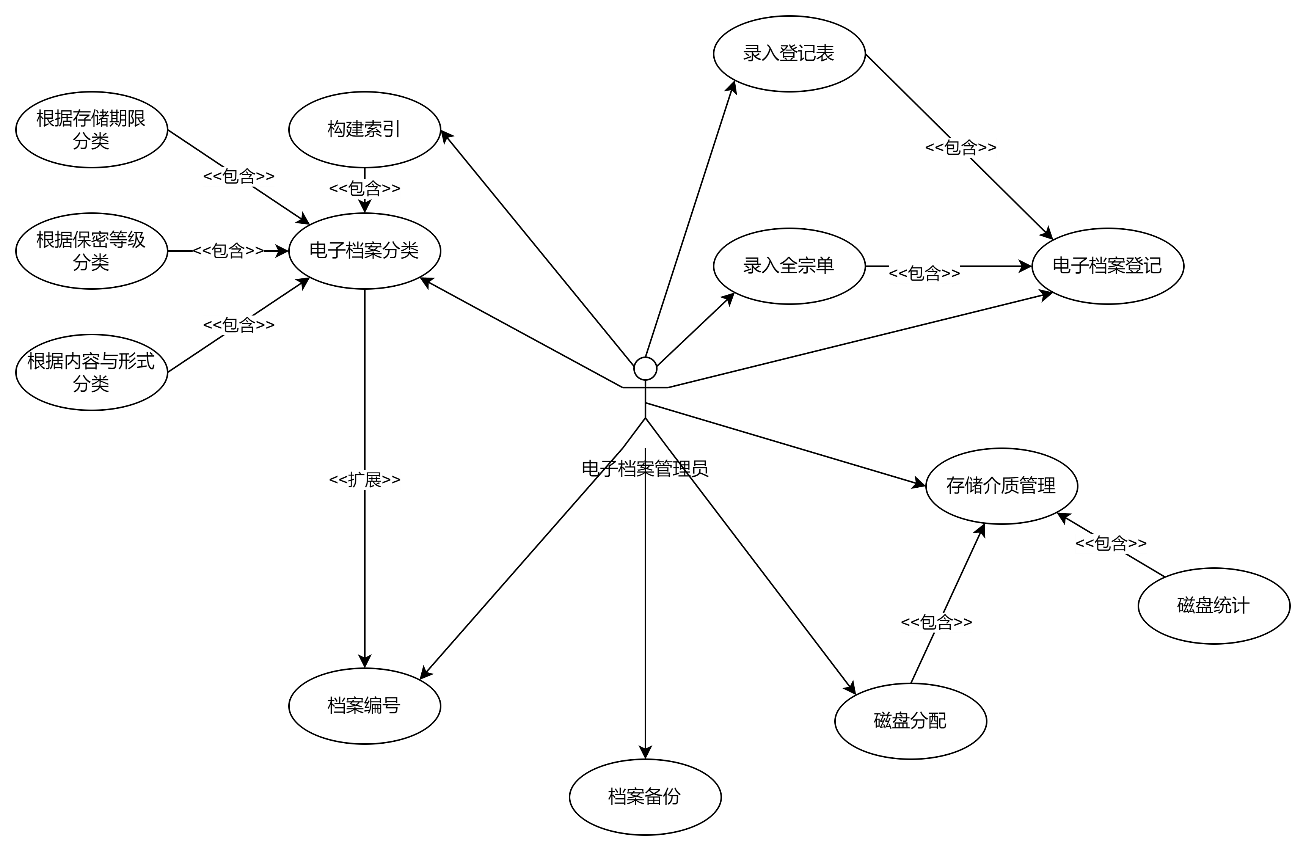 录入登记表
根据存储期限
分类
构建索引
<<包含>>
<<包含>>
<<包含>>
根据保密等级
分类
<<包含>>
电子档案分类
录入全宗单
<<包含>>
电子档案登记
<<包含>>
根据内容与形式
分类
电子档案管理员
<<扩展>>
存储介质管理
<<包含>>
磁盘统计
<<包含>>
档案编号
磁盘分配
档案备份